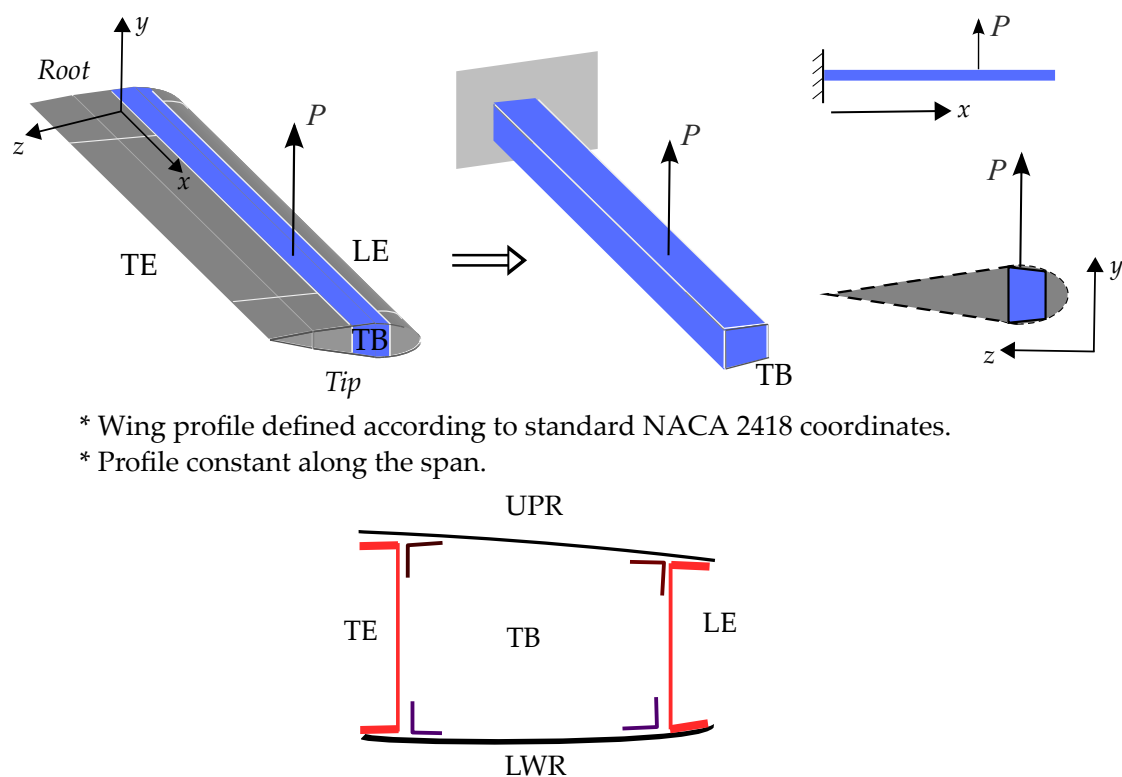 y
Root
P
z
x
TE
LE
TB
Tip
P
TB
P
x
P
y
z
* Wing profile defined according to standard NACA 2418 coordinates.
* Profile constant along the span.
UPR
TE
TB
LE
LWR